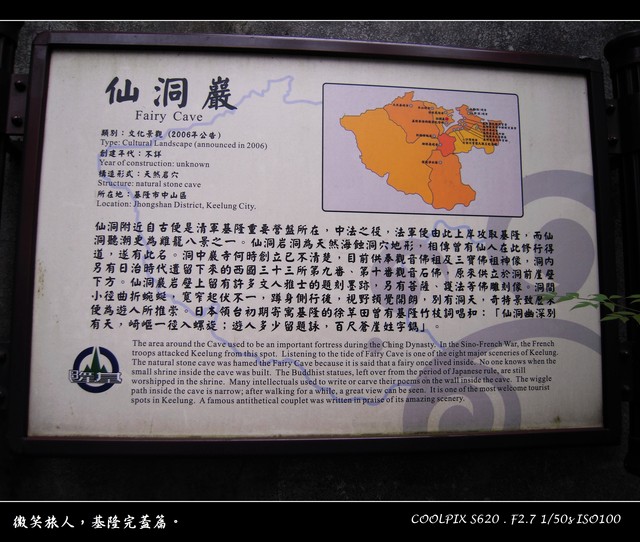 仙洞巖
Fairy Cave
類別：文化景觀（2006年公告）
Type: Cultural Landscape (announced in 2006)
創建年代：不詳
Year of construction: unknown
構造形式：天然岩穴
Structure: natural stone cave
所在地：基隆市中山區
Location: Jhongshan District, Keelung City.
仙洞附近自古便是清軍基隆重要營盤所在，中法之役，法軍便由此上岸攻取基隆，而仙
洞聽潮更為雞籠八景之一。仙洞岩洞為天然海蝕洞穴地形，相傳曾有仙人在此修行得
道，遂有此名。洞中巖寺何時創立已不清楚，目前供奉觀音佛祖及三寶佛祖神像，洞內
另有日治時代遺留下來的西國三十三所第九番、第十番觀音石佛，原來供立於洞前崖壁
下方。仙洞巖岩壁上留有許多文人雅士的題刻墨跡，另有菩薩、護法等佛雕刻像。洞間
小徑曲折蜿蜒，寬窄起伏不一，蹲身側行後，視野頓覺開朗，別有洞天，奇特景致歷來
便為遊人所推崇。日本領台初期寄寓基隆的徐莘田曾有基隆竹枝詞唱和：「仙洞幽深別
有天，崎嶇一徑入螺旋；遊人多少留題詠，百尺蒼崖姓字鐫。」
The area around the Cave used to be an important fortress during the Ching Dynasty. In the Sino-French War, the French
troops attacked Keelung from this spot. Listening to the tide of Fairy Cave is one of the eight major sceneries of Keelung.
The natural stone cave was named the Fairy Cave because it is said that a fairy once lived inside. No one knows when the
small shrine inside the cave was built. The Buddhist statues, left over from the period of Japanese rule, are still
worshipped in the shrine. Many intellectuals used to write or carve their poems on the wall inside the cave. The wiggle
path inside the cave is narrow; after walking for a while, a great view can be seen. It is one of the most welcome tourist
spots in Keelung. A famous antithetical couplet was written in praise of its amazing scenery.
微笑旅人，基隆完蓋篇。
COOLPIX S620 . F2.7 1/50s ISO100